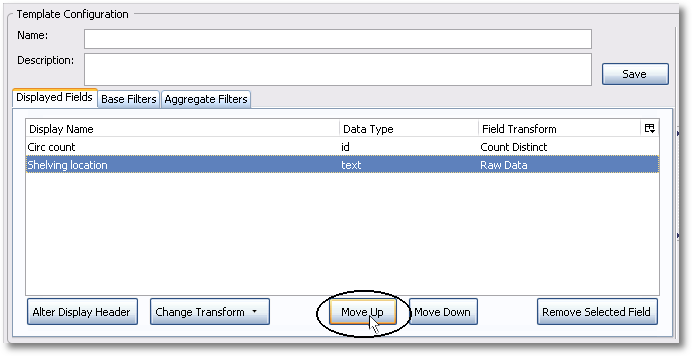 Template Configuration
Name:
Description:
Save
Displayed Fields Base Filters Aggregate Filters
Display Name Data Type Field Transform
Circ count id Count Distinct
Shelving location text Raw Data
Alter Display Header Change Transform Move Up Move Down Remove Selected Field